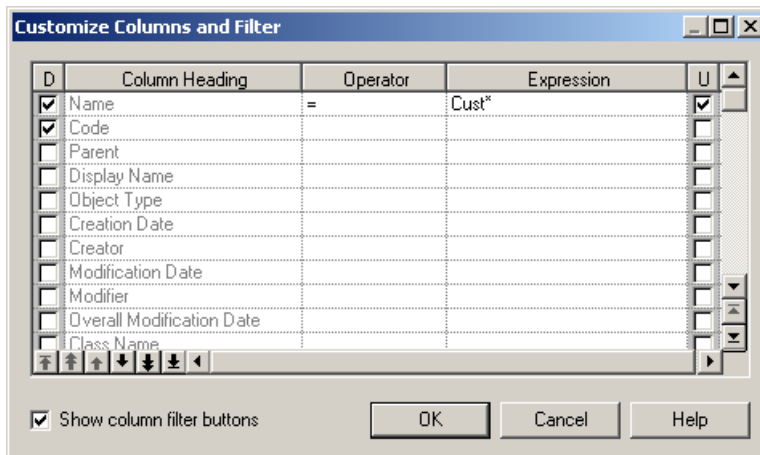 Customize Columns and Filter
D Column Heading Operator Expression U
Name = Cust*
Code
Parent
Display Name
Object Type
Creation Date
Creator
Modification Date
Modifier
Overall Modification Date
Class Name
Show column filter buttons OK Cancel Help